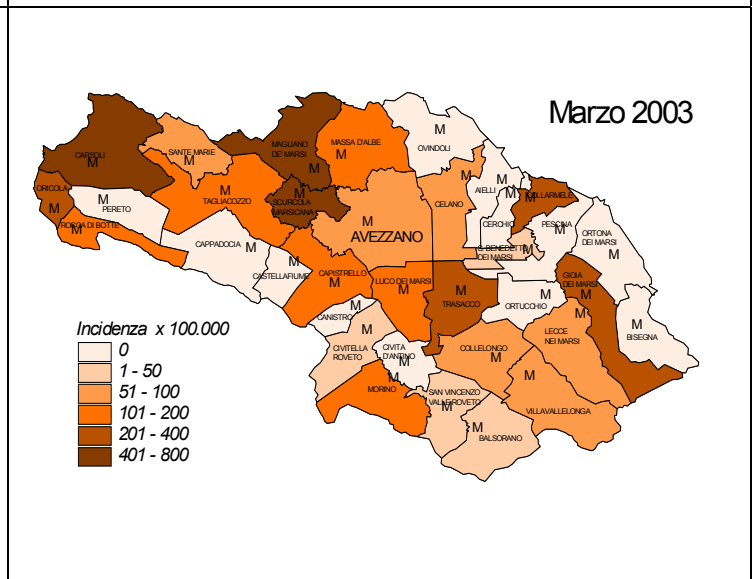 Marzo 2003
M
OVINDOLI
MAGLIANO
DE' MARSI
M
MASSA D'ALBE
M
CARSOLI
M
SANTE MARIE
M
ORICOLA
M
M
PERETO
M
TAGLIACOZZO
M
SCURCOLA
MARSICANA
M
CELANO
M
AIELLI
M
CERCHIO
M
COLLARMELE
M
PESCINA
M
ORTONA
DEI MARSI
M
ROCCA DI BOTTE
M
CAPPADOCIA
M
CASTELLAFIUME
M
AVEZZANO
S. BENEDETTO
DEI MARSI
M
CAPISTRELLO
M
LUCO DEI MARSI
M
M
TRASACCO
M
ORTUCCHIO
GIOIA
DEI MARSI
M
M
BISEGNA
M
CANISTRO
M
CIVITELLA
ROVETO
CIVITA
D'ANTINO
M
COLLELONGO
M
LECCE
NEI MARSI
M
M
MORINO
SAN VINCENZO
VALLE ROVETO
M
M
VILLAVALLELONGA
M
BALSORANO
Incidenza x 100.000
0
1 - 50
51 - 100
101 - 200
201 - 400
401 - 800